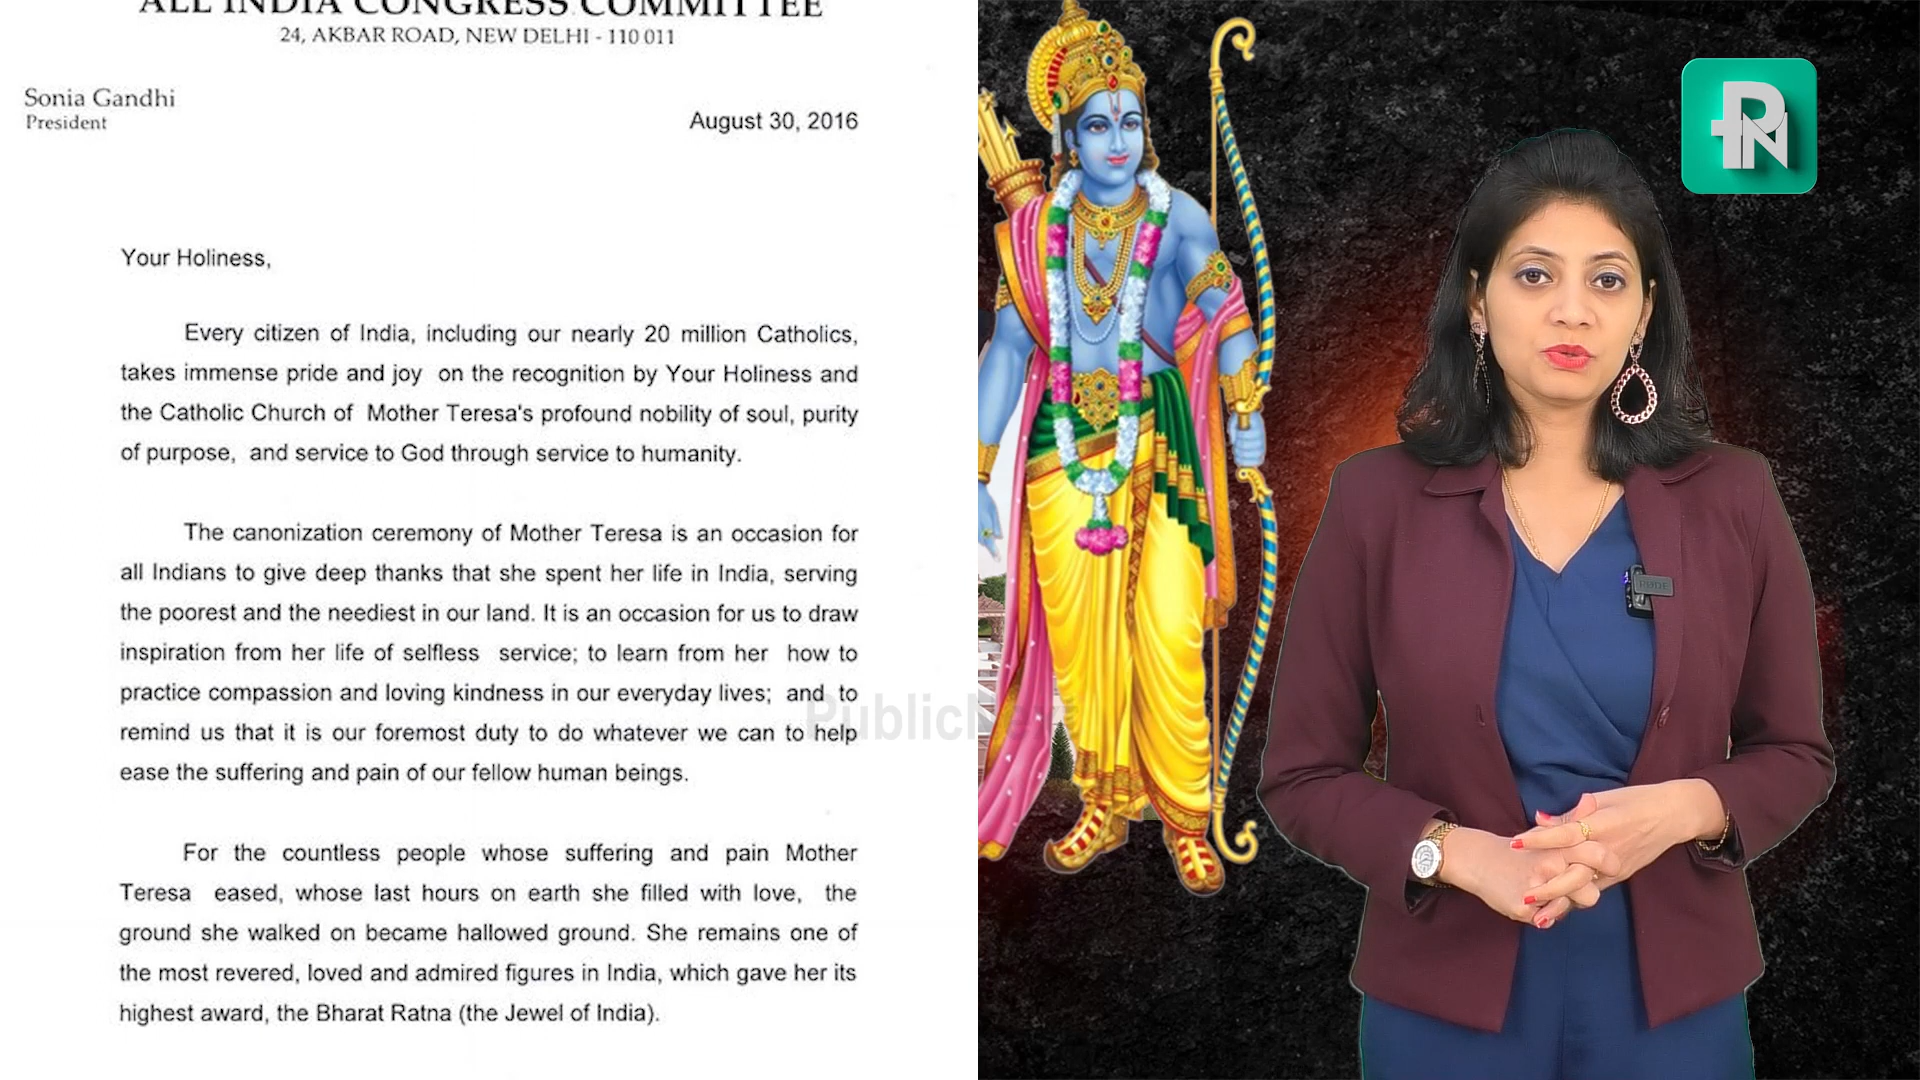 ALL INDIA CONGRESS COMMITTEE
24, AKBAR ROAD, NEW DELHI - 110 011
Sonia Gandhi
President
August 30, 2016
Your Holiness,
Every citizen of India, including our nearly 20 million Catholics,
takes immense pride and joy on the recognition by Your Holiness and
the Catholic Church of Mother Teresa's profound nobility of soul, purity
of purpose, and service to God through service to humanity.
The canonization ceremony of Mother Teresa is an occasion for
all Indians to give deep thanks that she spent her life in India, serving
the poorest and the neediest in our land. It is an occasion for us to draw
inspiration from her life of selfless service; to learn from her how to
practice compassion and loving kindness in our everyday lives; and to
remind us that it is our foremost duty to do whatever we can to help
ease the suffering and pain of our fellow human beings.
For the countless people whose suffering and pain Mother
Teresa eased, whose last hours on earth she filled with love, the
ground she walked on became hallowed ground. She remains one of
the most revered, loved and admired figures in India, which gave her its
highest award, the Bharat Ratna (the Jewel of India).
PublicNext
PN
RODE